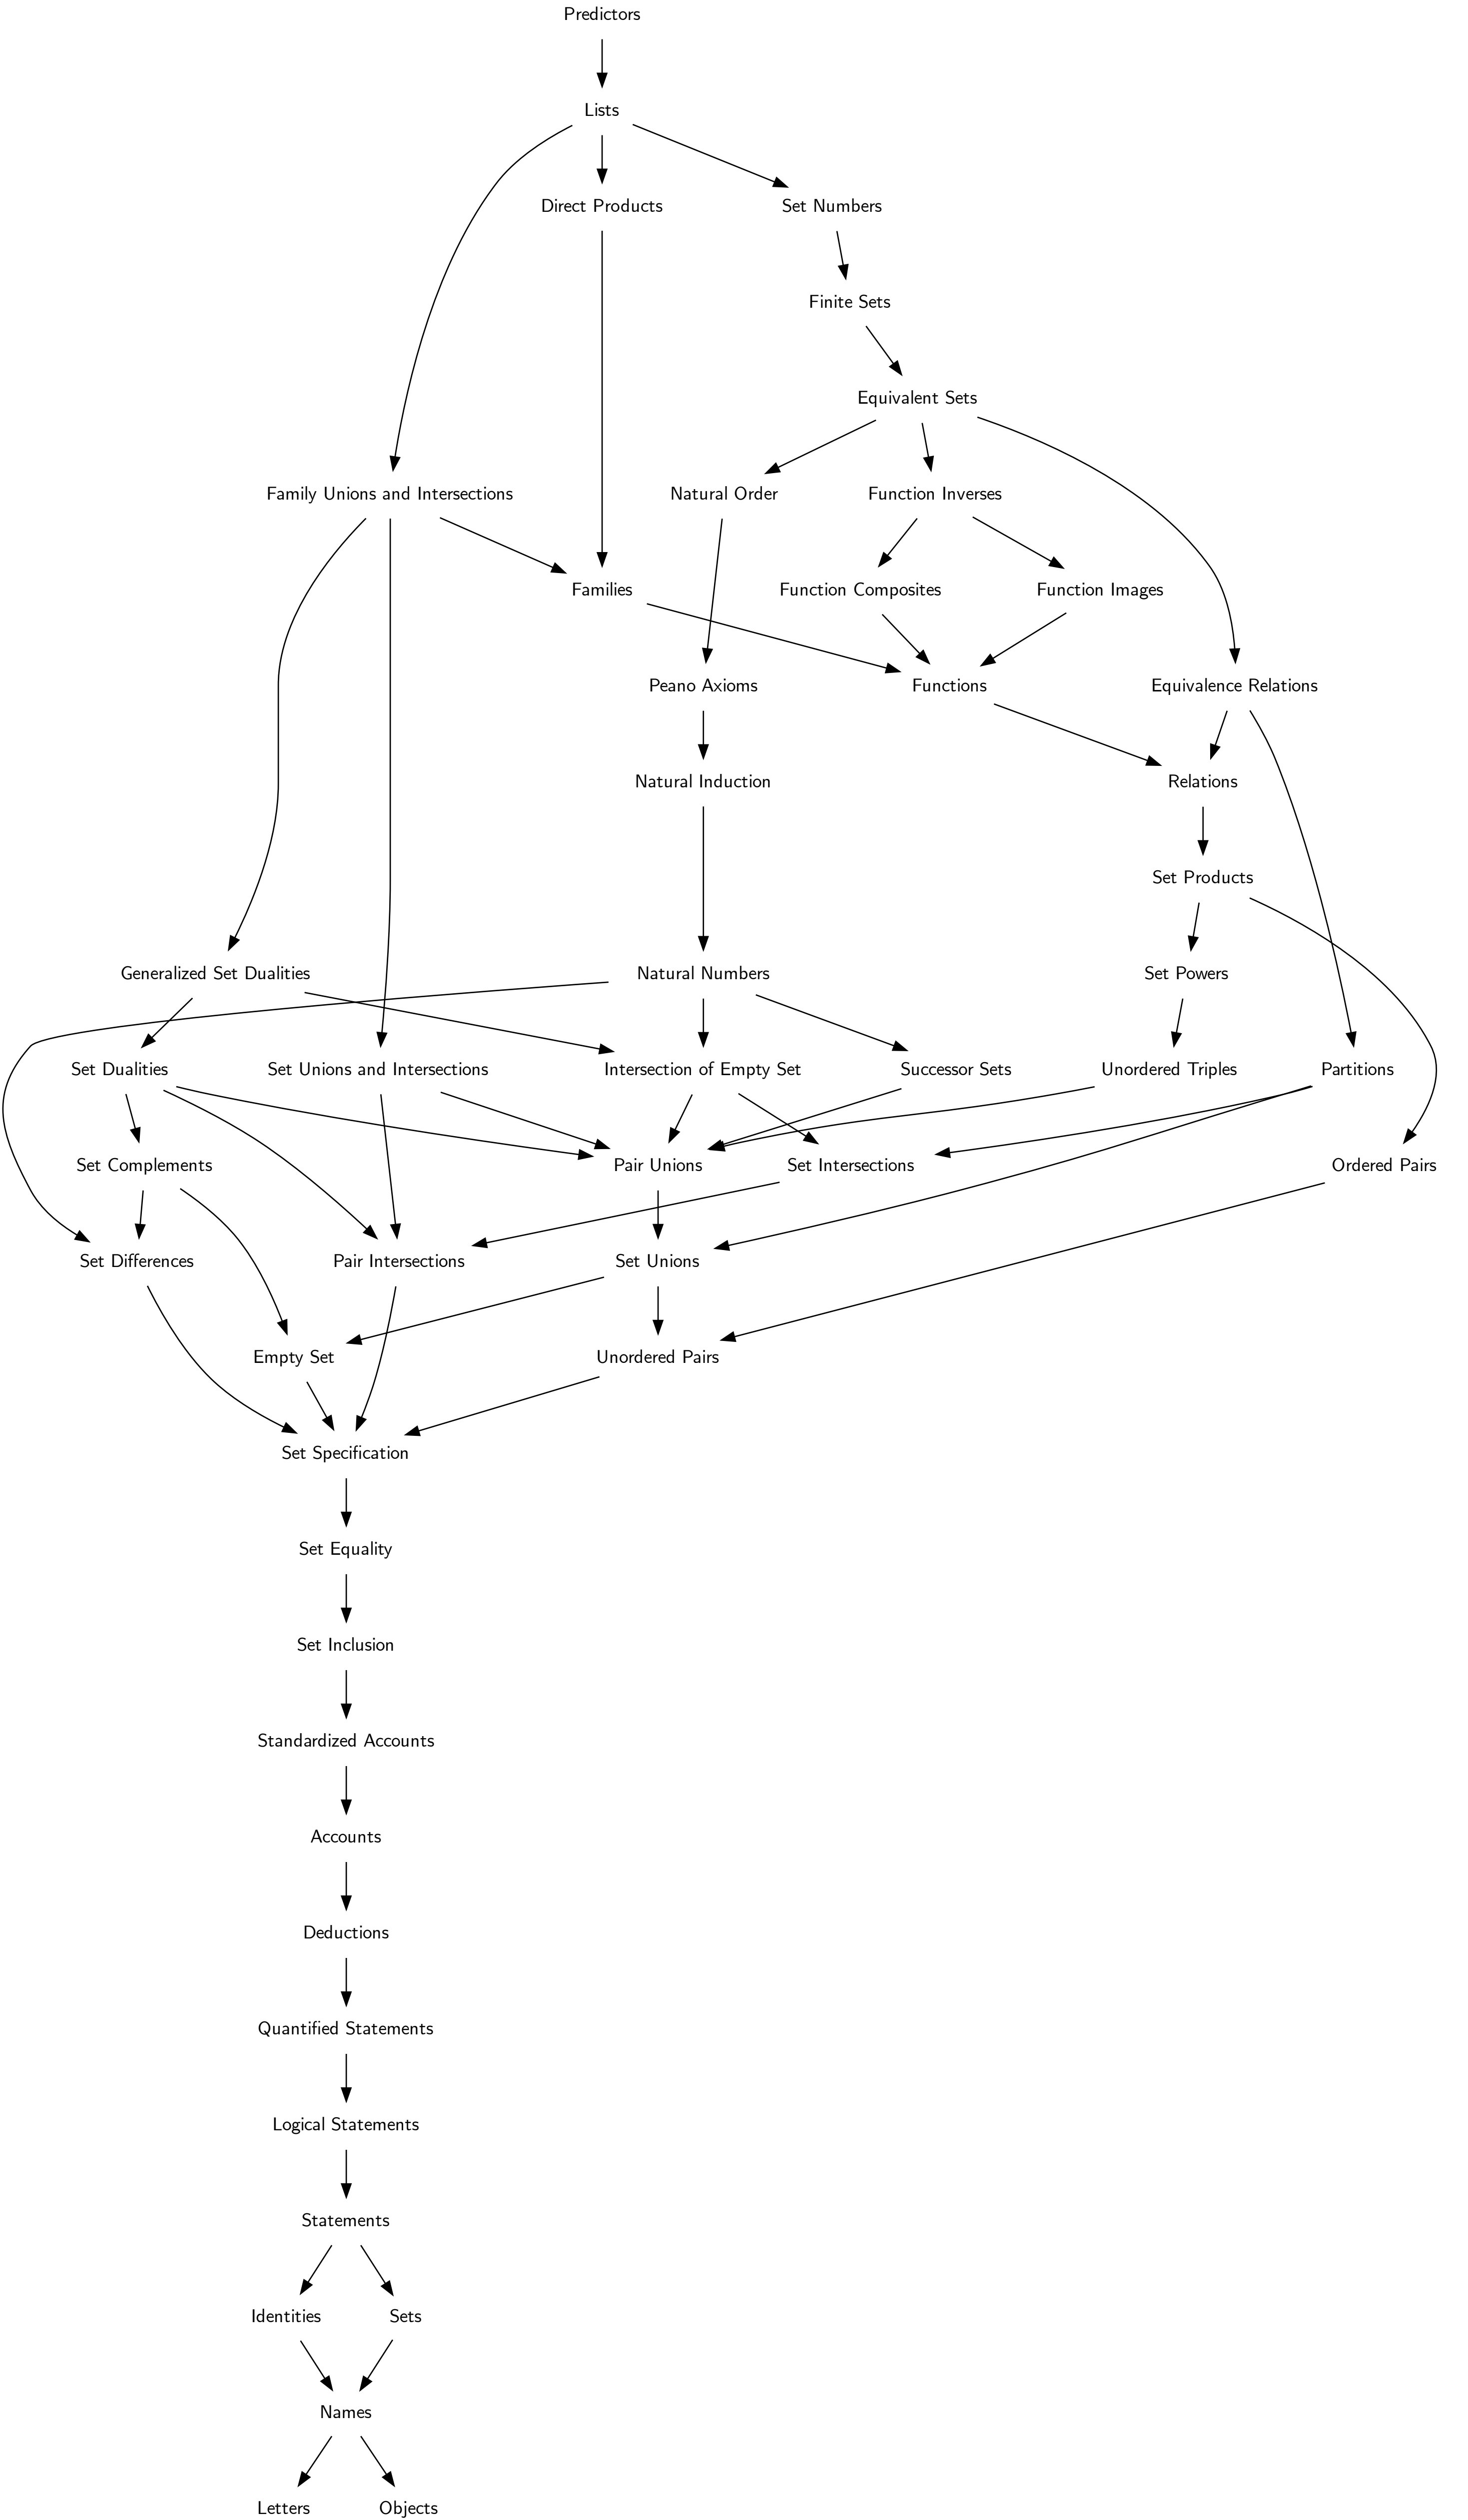 Predictors
Lists
Direct Products
Set Numbers
Finite Sets
Equivalent Sets
Family Unions and Intersections
Natural Order
Function Inverses
Families
Function Composites
Function Images
Peano Axioms
Functions
Equivalence Relations
Natural Induction
Relations
Set Products
Generalized Set Dualities
Natural Numbers
Set Powers
Set Dualities
Set Unions and Intersections
Intersection of Empty Set
Successor Sets
Unordered Triples
Partitions
Set Complements
Pair Unions
Set Intersections
Ordered Pairs
Set Differences
Pair Intersections
Set Unions
Empty Set
Unordered Pairs
Set Specification
Set Equality
Set Inclusion
Standardized Accounts
Accounts
Deductions
Quantified Statements
Logical Statements
Statements
Identities
Sets
Names
Letters
Objects